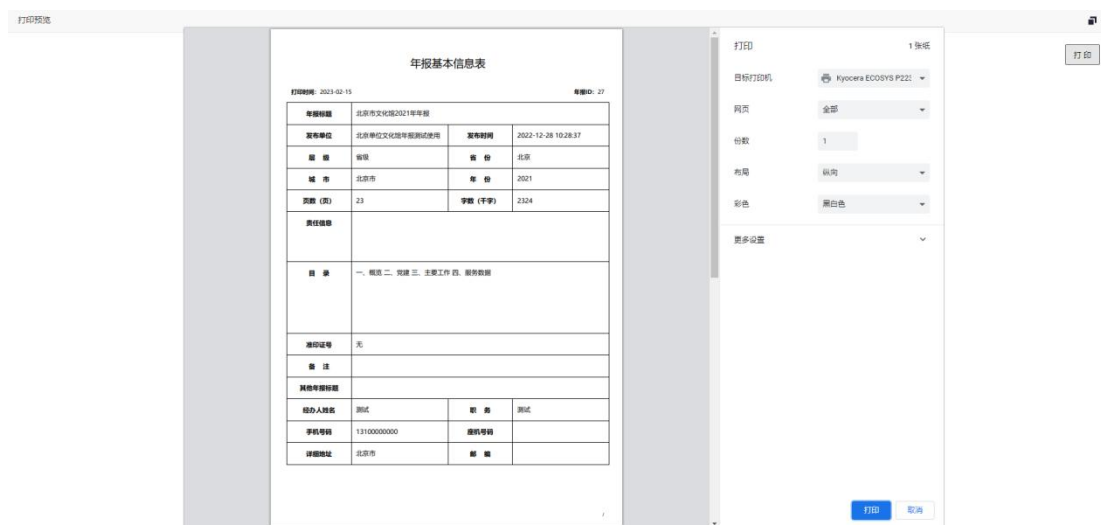 打印预览
打 印
年报基本信息表
打印时间: 2023-02-15 年报ID: 27
年报标题 北京市文化馆2021年年报
发布单位 北京单位文化馆年报测试使用 发布时间 2022-12-28 10:28:37
层 级 省级 省 份 北京
城 市 北京市 年 份 2021
页数 (页) 23 字数 (千字) 2324
责任信息
目 录 一、概览 二、党建 三、主要工作 四、服务数据
准印证号 无
备 注
其他年报标题
经办人姓名 测试 职 务 测试
手机号码 13100000000 座机号码
详细地址 北京市 邮 编
打印 1 张纸
目标打印机 Kyocera ECOSYS P223
网页 全部
份数 1
布局 纵向
彩色 黑白色
更多设置
打印 取消